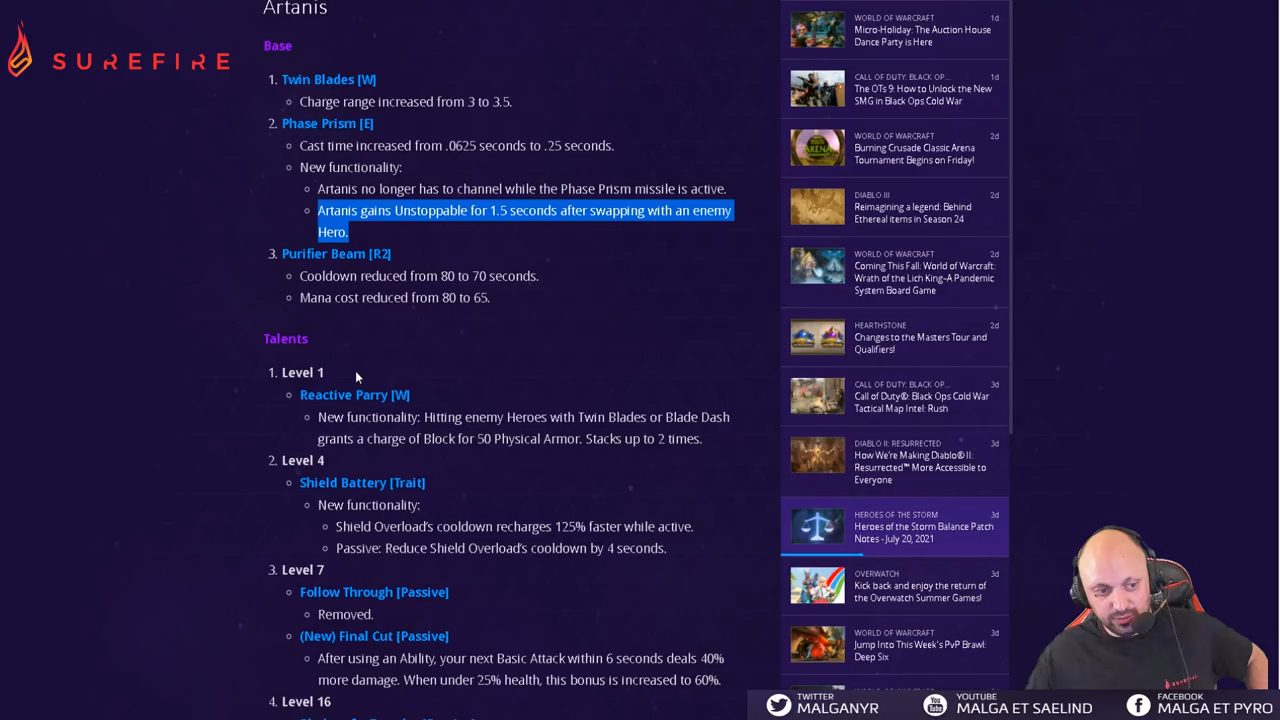 Artanis
SUREFIRE
Base
1. Twin Blades [W]
Charge range increased from 3 to 3.5.
2. Phase Prism [E]
Cast time increased from .0625 seconds to .25 seconds.
New functionality:
Artanis no longer has to channel while the Phase Prism missile is active.
Artanis gains Unstoppable for 1.5 seconds after swapping with an enemy
Hero.
3. Purifier Beam [R2]
Cooldown reduced from 80 to 70 seconds.
Mana cost reduced from 80 to 65.
Talents
1. Level 1
Reactive Parry [W]
New functionality: Hitting enemy Heroes with Twin Blades or Blade Dash
grants a charge of Block for 50 Physical Armor. Stacks up to 2 times.
2. Level 4
Shield Battery [Trait]
New functionality:
Shield Overload's cooldown recharges 125% faster while active.
Passive: Reduce Shield Overload's cooldown by 4 seconds.
3. Level 7
Follow Through [Passive]
Removed.
(New) Final Cut [Passive]
After using an Ability, your next Basic Attack within 6 seconds deals 40%
more damage. When under 25% health, this bonus is increased to 60%.
4. Level 16
WORLD OF WARCRAFT 1d
Micro-Holiday: The Auction House
Dance Party is Here
CALL OF DUTY: BLACK OP... 1d
The OTs 9: How to Unlock the New
SMG in Black Ops Cold War
WORLD OF WARCRAFT 2d
Burning Crusade Classic Arena
Tournament Begins on Friday!
DIABLO III 2d
Reimagining a legend: Behind
Ethereal items in Season 24
WORLD OF WARCRAFT 2d
Coming This Fall: World of Warcraft:
Wrath of the Lich King–A Pandemic
System Board Game
HEARTHSTONE 2d
Changes to the Masters Tour and
Qualifiers!
CALL OF DUTY: BLACK OP... 3d
Call of Duty®: Black Ops Cold War
Tactical Map Intel: Rush
DIABLO II: RESURRECTED 3d
How We're Making Diablo® II:
Resurrected™ More Accessible to
Everyone
HEROES OF THE STORM 3d
Heroes of the Storm Balance Patch
Notes - July 20, 2021
OVERWATCH 3d
Kick back and enjoy the return of
the Overwatch Summer Games!
WORLD OF WARCRAFT 3d
Jump Into This Week's PvP Brawl:
Deep Six
TWITTER
MALGANYR
YOUTUBE
MALGA ET SAELIND
FACEBOOK
MALGA ET PYRO